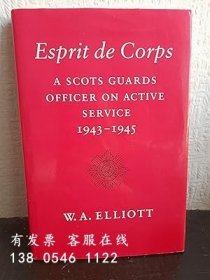 Esprit de Corps
A SCOTS GUARDS
OFFICER ON ACTIVE
SERVICE
1943–1945
W. A. ELLIOTT
有发票 客服在线
138 0546 1122